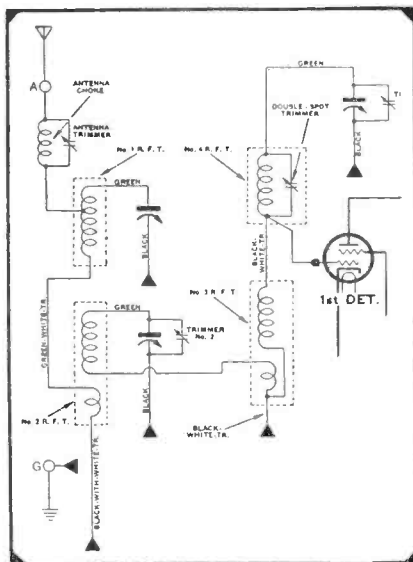 A
ANTENNA
CHOKE
ANTENNA
TRIMMER
No. 1 R. F. T.
GREEN
BLACK
GREEN-WHITE-TR.
GREEN
TRIMMER
No. 2
BLACK
No. 2 R. F. T.
BLACK-WITH-WHITE-TR.
G
GREEN
DOUBLE-SPOT
TRIMMER
T1
BLACK
No. 4 R. F. T.
BLACK-
WHITE-TR.
1st DET.
No. 3 R. F. T.
BLACK-
WHITE-TR.